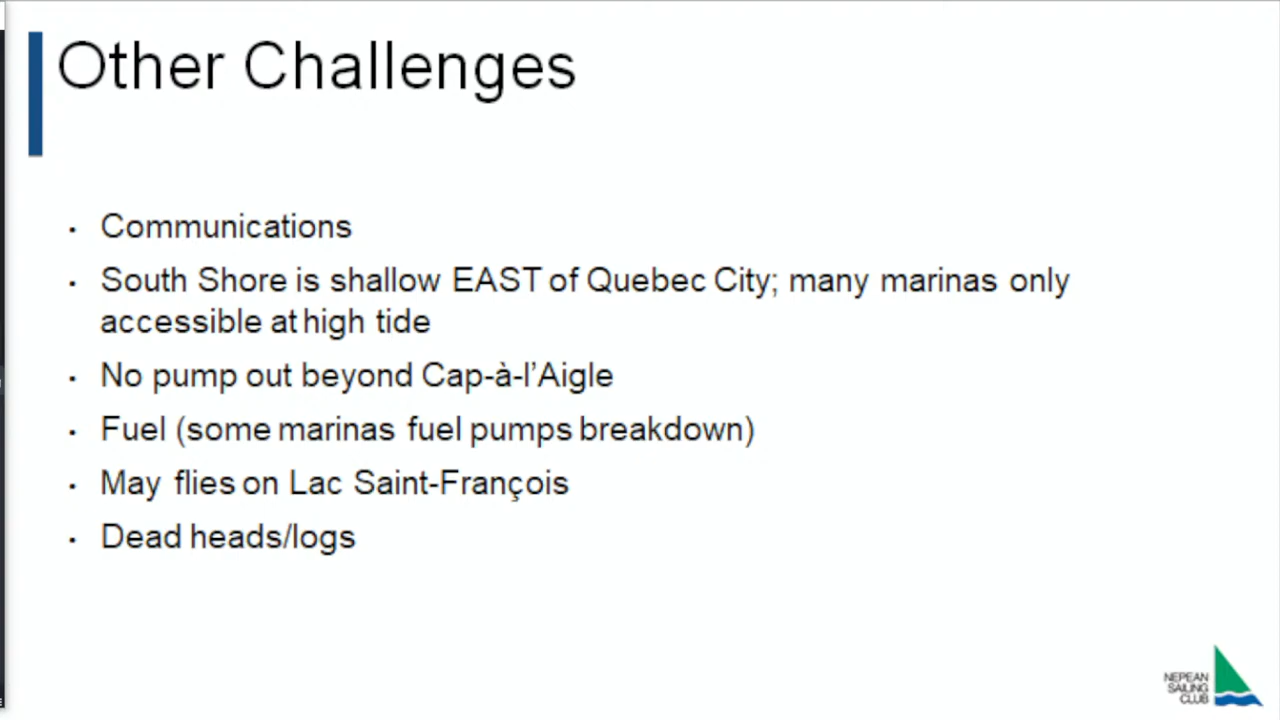 Other Challenges
• Communications
• South Shore is shallow EAST of Quebec City; many marinas only
accessible at high tide
• No pump out beyond Cap-à-l’Aigle
• Fuel (some marinas fuel pumps breakdown)
• May flies on Lac Saint-François
• Dead heads/logs
NEPEAN
SAILING
CLUB